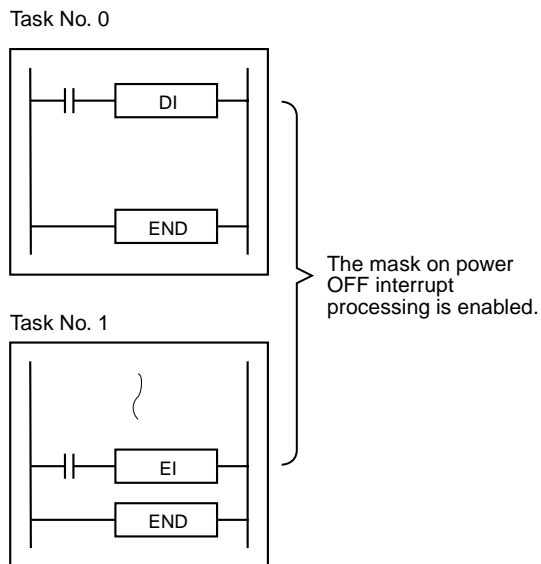 Task No. 0
DI
END
The mask on power
OFF interrupt
processing is enabled.
Task No. 1
EI
END